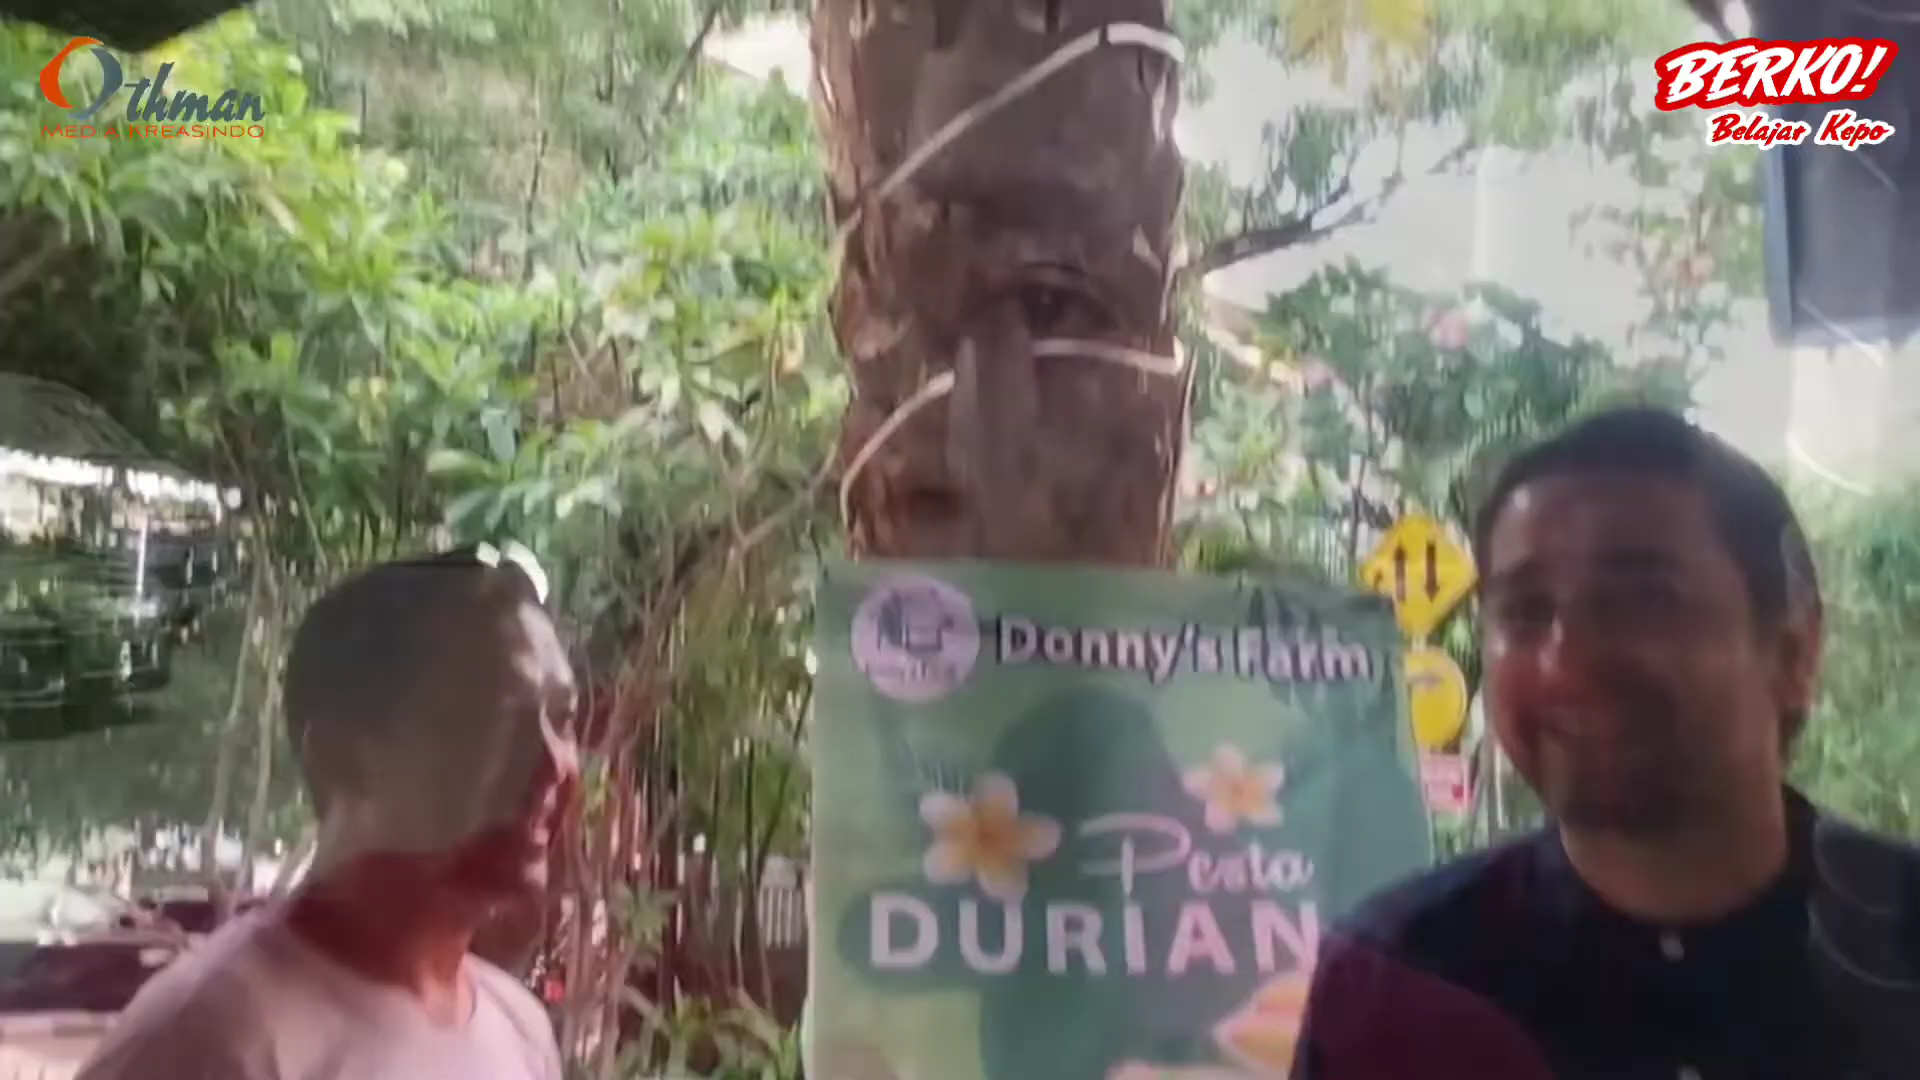 Othman
MEDIA KREASINDO
BERKO!
Belajar Kepo
Donny's Farm
Pesta
DURIAN